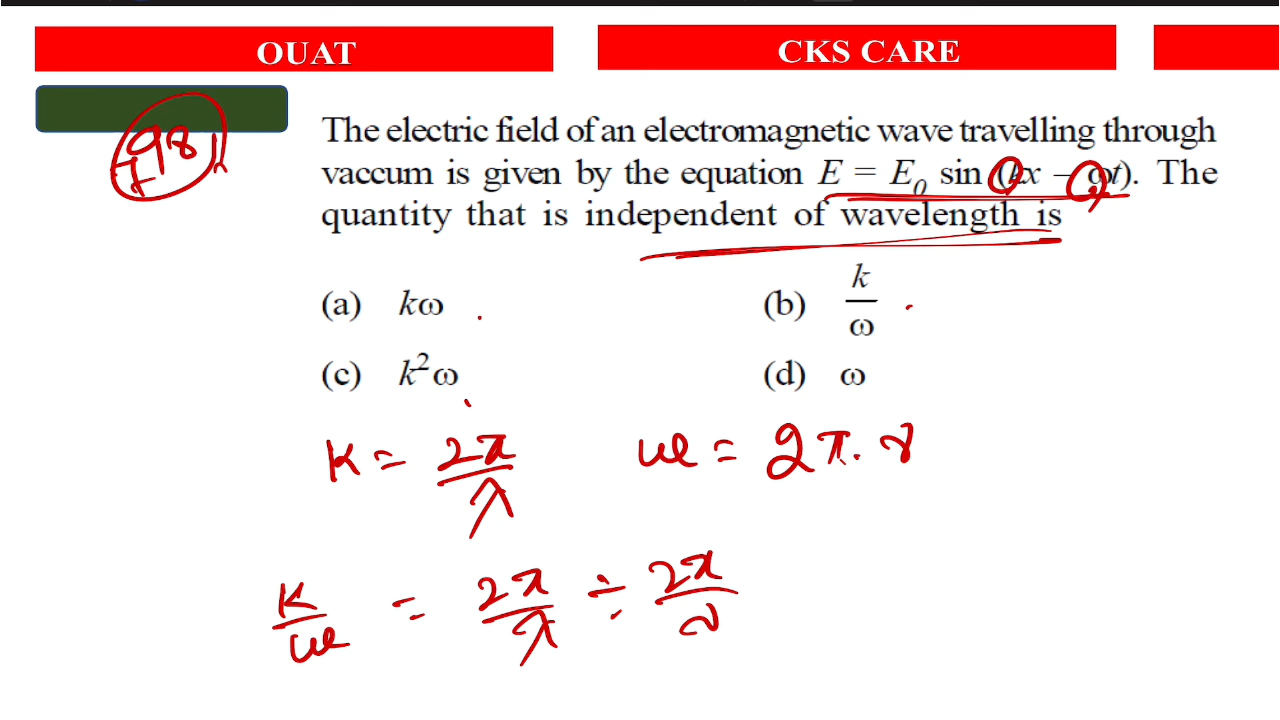 OUAT
CKS CARE
198
The electric field of an electromagnetic wave travelling through
vaccum is given by the equation E = E₀ sin (kx – ωt). The
quantity that is independent of wavelength is
(a) kω
(b) k/ω
(c) k²ω
(d) ω
K = 2π/λ
ω = 2π. ν
K/ω = 2π/λ ÷ 2π/ν